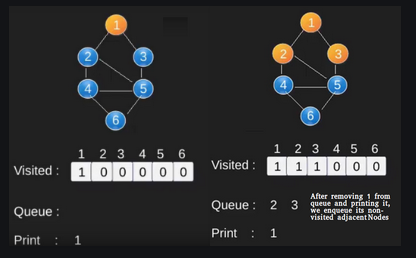 1
2 3
4 5
6
1 2 3 4 5 6
Visited : 1 0 0 0 0 0
Queue :
Print : 1
1
2 3
4 5
6
1 2 3 4 5 6
Visited : 1 1 1 0 0 0
Queue : 2 3
After removing 1 from
queue and printing it,
we enqueue its non-
visited adjacent Nodes
Print : 1